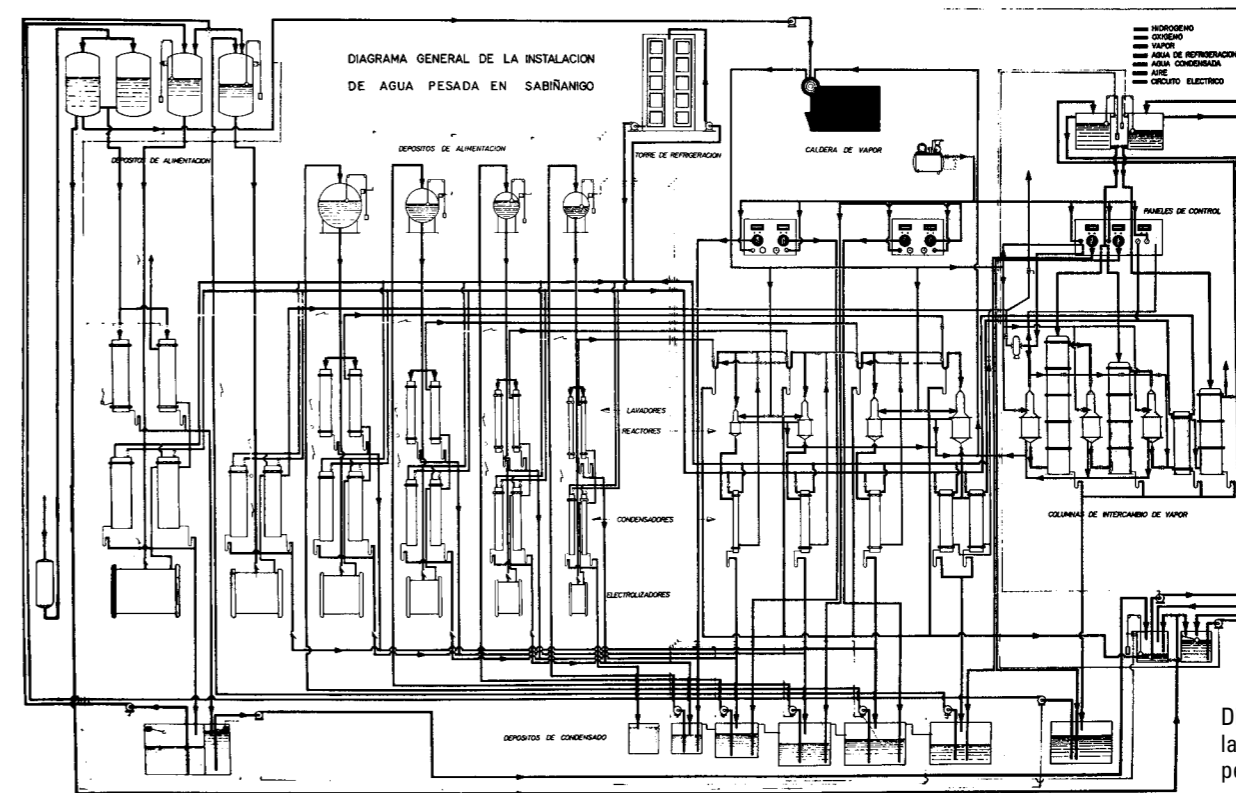 DIAGRAMA GENERAL DE LA INSTALACION
DE AGUA PESADA EN SABIÑANIGO
HIDROGENO
OXIGENO
VAPOR
AGUA DE REFRIGERACION
AGUA CONDENSADA
AIRE
CIRCUITO ELECTRICO
DEPOSITOS DE ALIMENTACION
DEPOSITOS DE ALIMENTACION
TORRE DE REFRIGERACION
CALDERA DE VAPOR
PANELES DE CONTROL
LAVADORES
REACTORES
CONDENSADORES
COLUMNAS DE INTERCAMBIO DE VAPOR
ELECTROLIZADORES
DEPOSITOS DE CONDENSADO
D
la